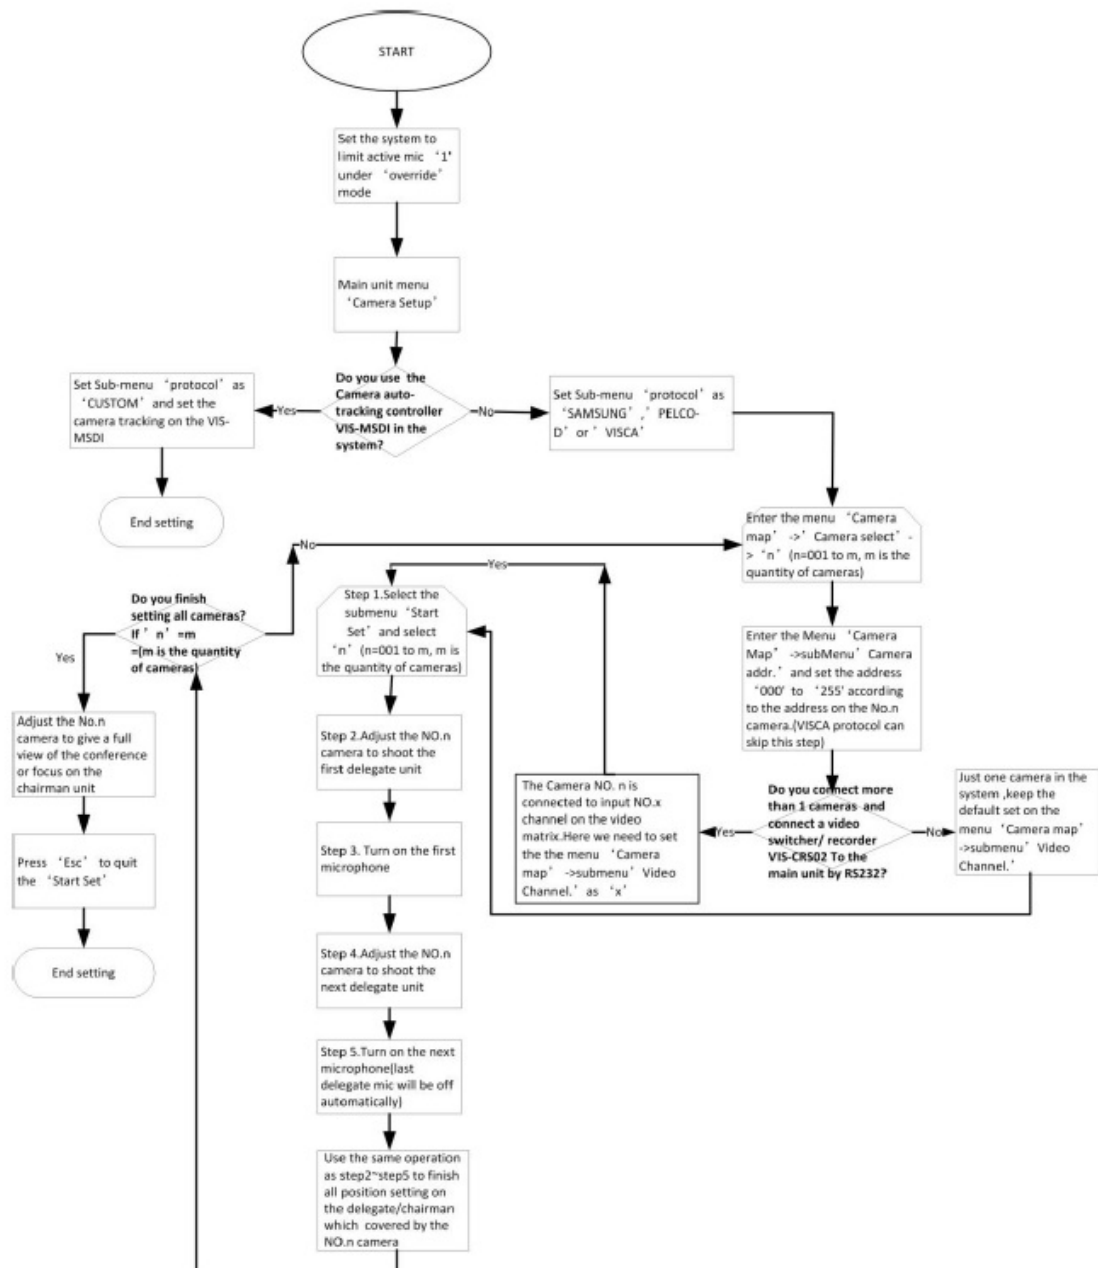 START
Set the system to
limit active mic ‘1’
under ‘override’
mode
Main unit menu
‘Camera Setup’
Do you use the
Camera auto-
tracking controller
VIS-MSDI in the
system?
Yes
No
Set Sub-menu ‘protocol’ as
‘CUSTOM’ and set the
camera tracking on the VIS-
MSDI
End setting
Set Sub-menu ‘protocol’ as
‘SAMSUNG’,’ PELCO-
D’ or’ VISCA’
Enter the menu ‘Camera
map’ ->’ Camera select’ -
> ‘n’ (n=001 to m, m is the
quantity of cameras)
Enter the Menu ‘Camera
Map’ ->subMenu’ Camera
addr.’ and set the address
‘000' to ‘255' according
to the address on the No.n
camera.(VISCA protocol can
skip this step)
Do you connect more
than 1 cameras and
connect a video
switcher/ recorder
VIS-CRS02 To the
main unit by RS232?
Yes
No
Just one camera in the
system ,keep the
default set on the
menu ‘Camera map’
->submenu’ Video
Channel.’
The Camera NO. n is
connected to input NO.x
channel on the video
matrix.Here we need to set
the the menu ‘Camera
map’ ->submenu’ Video
Channel.’ as ‘x’
Yes
Step 1.Select the
submenu ‘Start
Set’ and select
‘n’ (n=001 to m, m is
the quantity of cameras)
Step 2.Adjust the NO.n
camera to shoot the
first delegate unit
Step 3. Turn on the first
microphone
Step 4.Adjust the NO.n
camera to shoot the
next delegate unit
Step 5.Turn on the next
microphone(last
delegate mic will be off
automatically)
Use the same operation
as step2~step5 to finish
all position setting on
the delegate/chairman
which covered by the
NO.n camera
Do you finish
setting all cameras?
If ’ n’ =m
=(m is the quantity
of cameras)
No
Yes
Adjust the No.n
camera to give a full
view of the conference
or focus on the
chairman unit
Press ‘Esc’ to quit
the ‘Start Set’
End setting